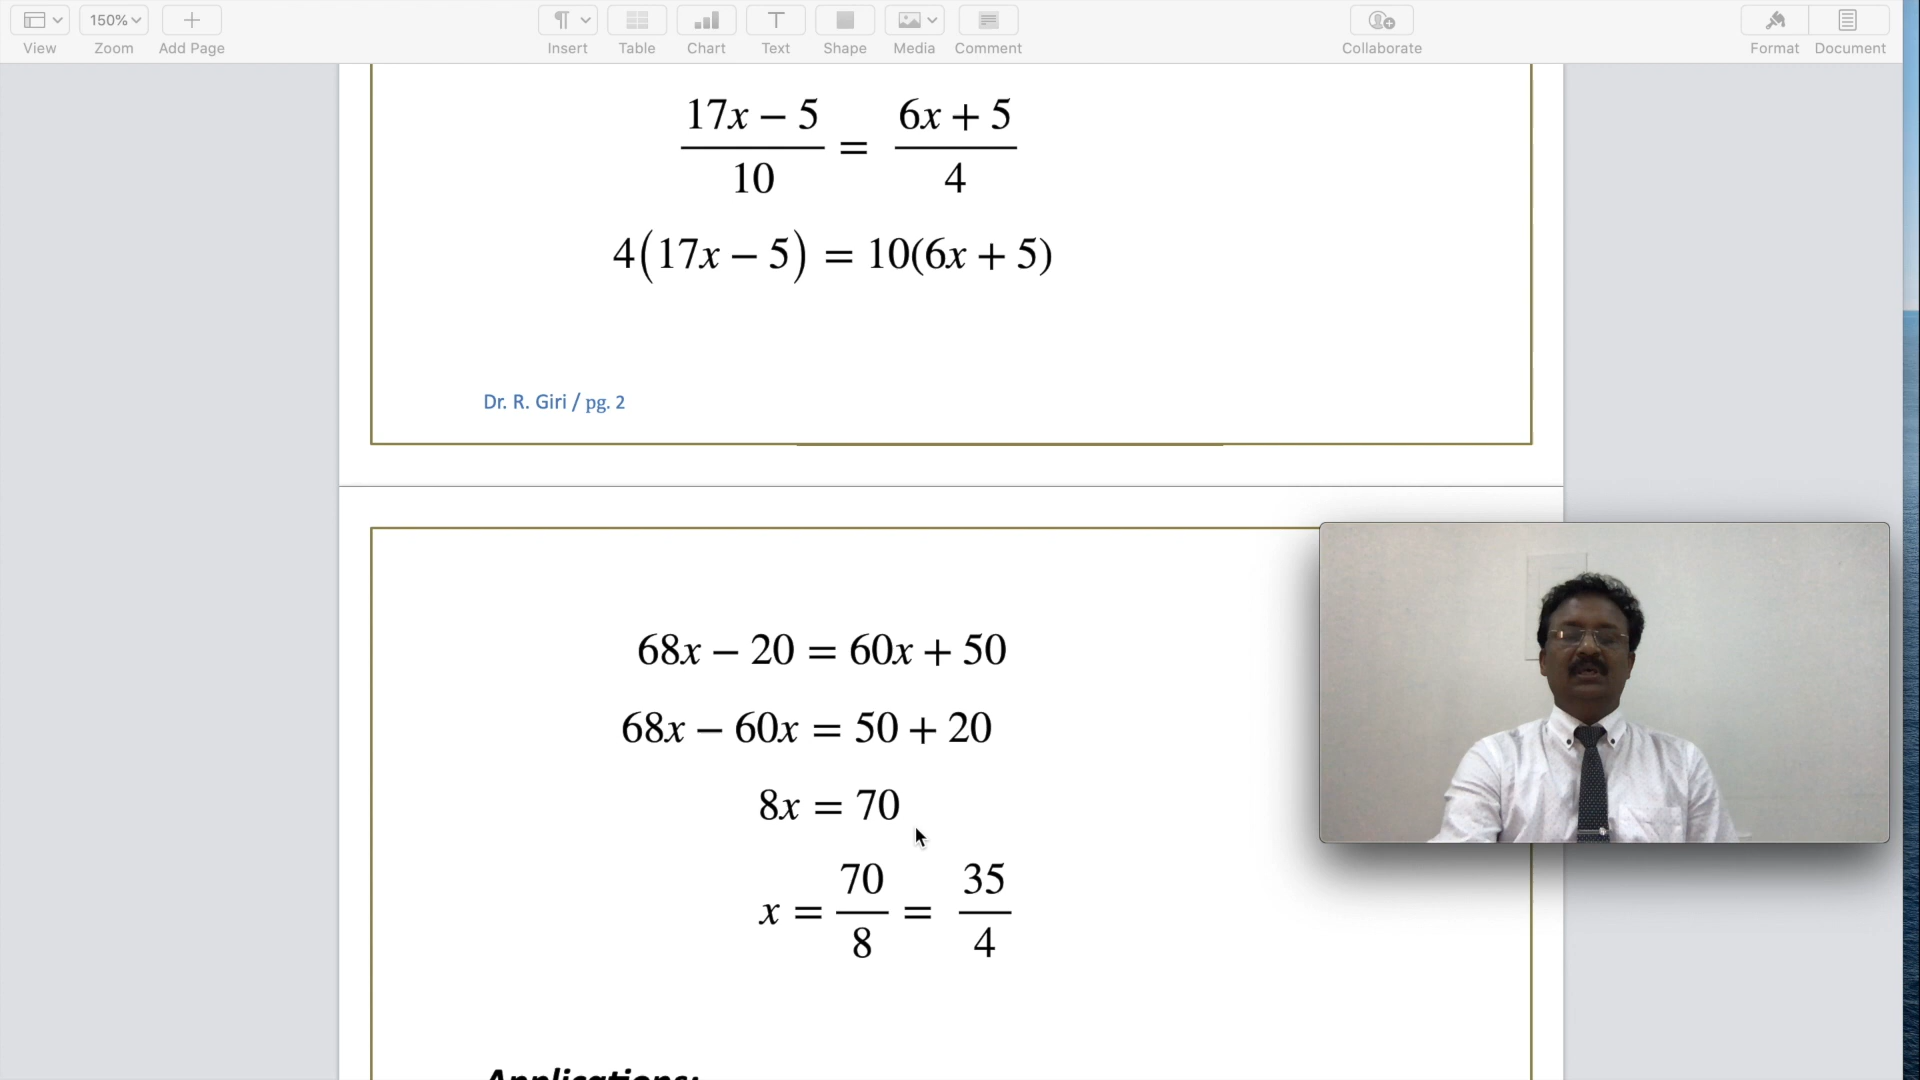 150%
View Zoom Add Page Insert Table Chart Text Shape Media Comment Collaborate Format Document
17x − 5 / 10 = 6x + 5 / 4
4(17x − 5) = 10(6x + 5)
Dr. R. Giri / pg. 2
68x − 20 = 60x + 50
68x − 60x = 50 + 20
8x = 70
x = 70 / 8 = 35 / 4
Applications: